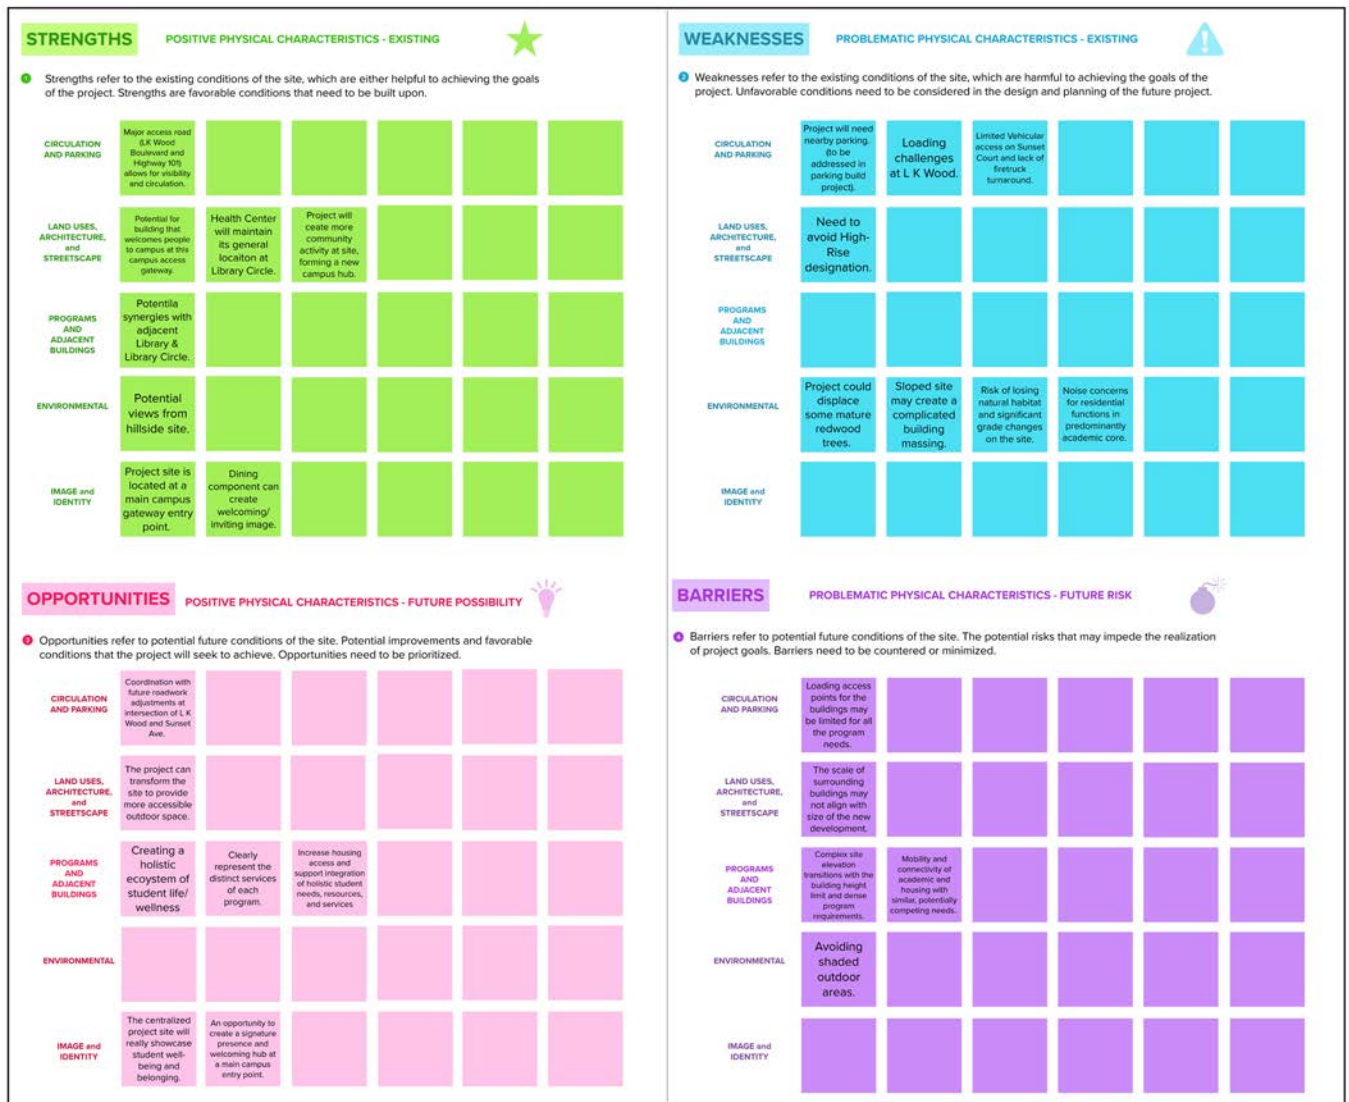 STRENGTHS
POSITIVE PHYSICAL CHARACTERISTICS - EXISTING
1 Strengths refer to the existing conditions of the site, which are either helpful to achieving the goals
of the project. Strengths are favorable conditions that need to be built upon.
CIRCULATION
AND PARKING
Major access road
(LK Wood
Boulevard and
Highway 101)
allows for visibility
and circulation.
LAND USES,
ARCHITECTURE,
and
STREETSCAPE
Potential for
building that
welcomes people
to campus at this
campus access
gateway.
Health Center
will maintain
its general
locaiton at
Library Circle.
Project will
ceate more
community
activity at site,
forming a new
campus hub.
PROGRAMS
AND
ADJACENT
BUILDINGS
Potentila
synergies with
adjacent
Library &
Library Circle.
ENVIRONMENTAL
Potential
views from
hillside site.
IMAGE and
IDENTITY
Project site is
located at a
main campus
gateway entry
point.
Dining
component can
create
welcoming/
inviting image.
WEAKNESSES
PROBLEMATIC PHYSICAL CHARACTERISTICS - EXISTING
2 Weaknesses refer to the existing conditions of the site, which are harmful to achieving the goals of the
project. Unfavorable conditions need to be considered in the design and planning of the future project.
CIRCULATION
AND PARKING
Project will need
nearby parking.
(to be
addressed in
parking build
project).
Loading
challenges
at L K Wood.
Limited Vehicular
access on Sunset
Court and lack of
firetruck
turnaround.
LAND USES,
ARCHITECTURE,
and
STREETSCAPE
Need to
avoid High-
Rise
designation.
PROGRAMS
AND
ADJACENT
BUILDINGS
ENVIRONMENTAL
Project could
displace
some mature
redwood
trees.
Sloped site
may create a
complicated
building
massing.
Risk of losing
natural habitat
and significant
grade changes
on the site.
Noise concerns
for residential
functions in
predominantly
academic core.
IMAGE and
IDENTITY
OPPORTUNITIES
POSITIVE PHYSICAL CHARACTERISTICS - FUTURE POSSIBILITY
3 Opportunities refer to potential future conditions of the site. Potential improvements and favorable
conditions that the project will seek to achieve. Opportunities need to be prioritized.
CIRCULATION
AND PARKING
Coordination with
future roadwork
adjustments at
intersection of L K
Wood and Sunset
Ave.
LAND USES,
ARCHITECTURE,
and
STREETSCAPE
The project can
transform the
site to provide
more accessible
outdoor space.
PROGRAMS
AND
ADJACENT
BUILDINGS
Creating a
holistic
ecoystem of
student life/
wellness
Clearly
represent the
distinct services
of each
program.
Increase housing
access and
support integration
of holistic student
needs, resources,
and services
ENVIRONMENTAL
IMAGE and
IDENTITY
The centralized
project site will
really showcase
student well-
being and
belonging.
An opportunity to
create a signature
presence and
welcoming hub at
a main campus
entry point.
BARRIERS
PROBLEMATIC PHYSICAL CHARACTERISTICS - FUTURE RISK
4 Barriers refer to potential future conditions of the site. The potential risks that may impede the realization
of project goals. Barriers need to be countered or minimized.
CIRCULATION
AND PARKING
Loading access
points for the
buildings may
be limited for all
the program
needs.
LAND USES,
ARCHITECTURE,
and
STREETSCAPE
The scale of
surrounding
buildings may
not align with
size of the new
development.
PROGRAMS
AND
ADJACENT
BUILDINGS
Complex site
elevation
transitions with the
building height
limit and dense
program
requirements.
Mobility and
connectivity of
academic and
housing with
similar, potentially
competing needs.
ENVIRONMENTAL
Avoiding
shaded
outdoor
areas.
IMAGE and
IDENTITY